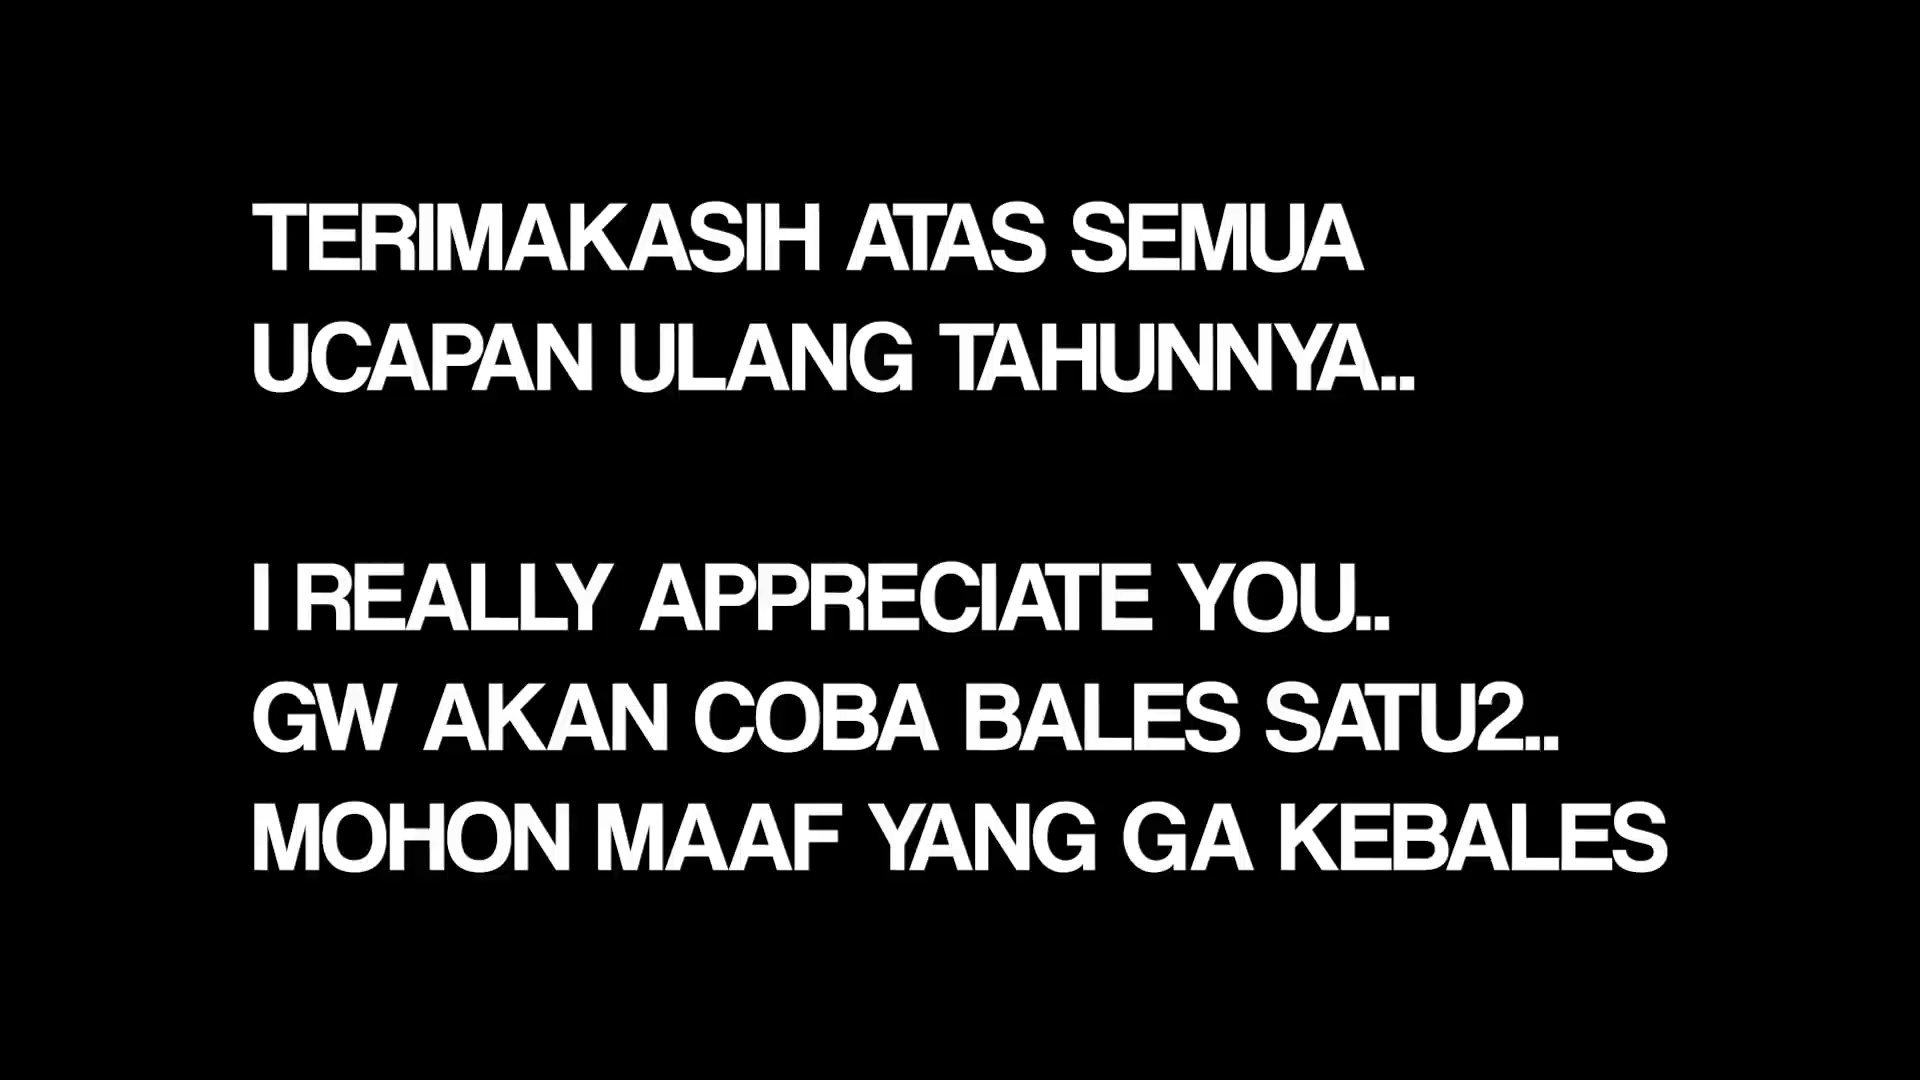 TERIMAKASIH ATAS SEMUA
UCAPAN ULANG TAHUNNYA..
I REALLY APPRECIATE YOU..
GW AKAN COBA BALES SATU2..
MOHON MAAF YANG GA KEBALES